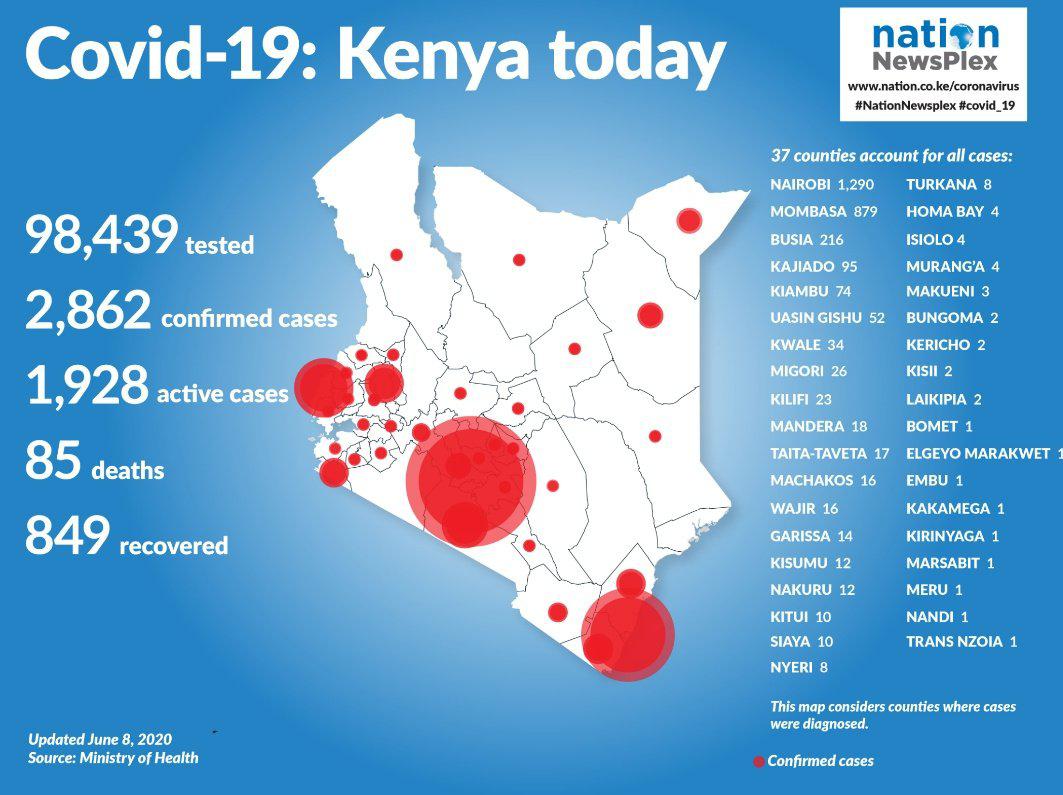 Covid-19: Kenya today
nation
NewsPlex
www.nation.co.ke/coronavirus
#NationNewsplex #covid_19
98,439 tested
2,862 confirmed cases
1,928 active cases
85 deaths
849 recovered
37 counties account for all cases:
NAIROBI 1,290
MOMBASA 879
BUSIA 216
KAJIADO 95
KIAMBU 74
UASIN GISHU 52
KWALE 34
MIGORI 26
KILIFI 23
MANDERA 18
TAITA-TAVETA 17
MACHAKOS 16
WAJIR 16
GARISSA 14
KISUMU 12
NAKURU 12
KITUI 10
SIAYA 10
NYERI 8
TURKANA 8
HOMA BAY 4
ISIOLO 4
MURANG'A 4
MAKUENI 3
BUNGOMA 2
KERICHO 2
KISII 2
LAIKIPIA 2
BOMET 1
ELGEYO MARAKWET 1
EMBU 1
KAKAMEGA 1
KIRINYAGA 1
MARSABIT 1
MERU 1
NANDI 1
TRANS NZOIA 1
This map considers counties where cases
were diagnosed.
Confirmed cases
Updated June 8, 2020
Source: Ministry of Health